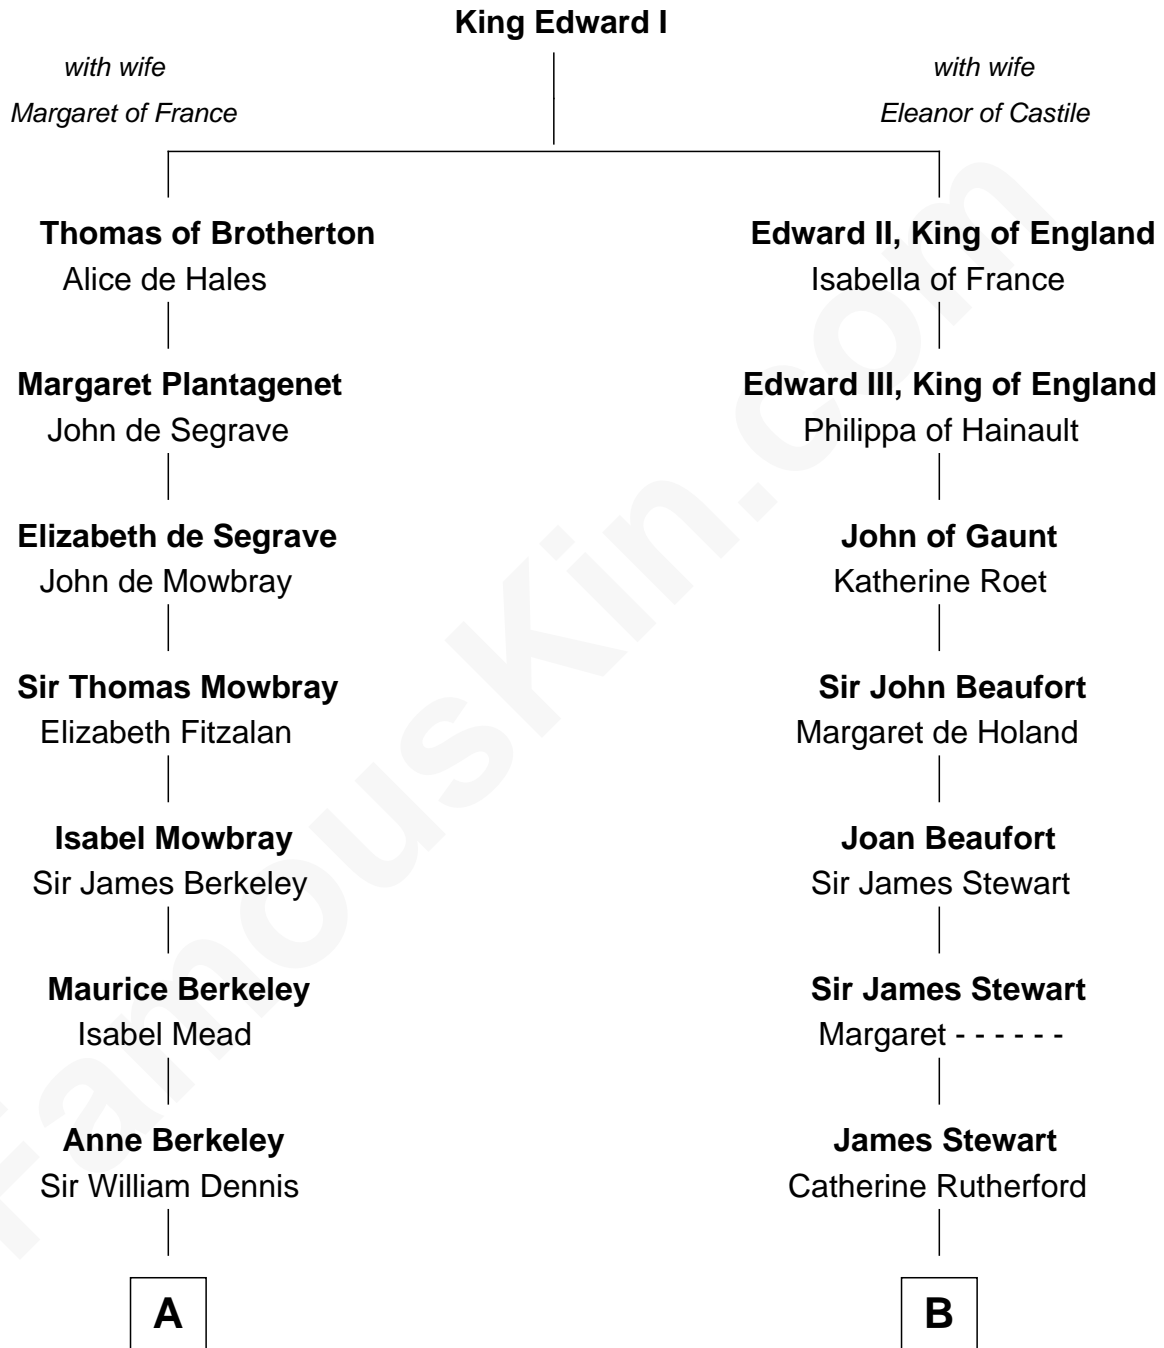 King Edward I
with wife
Margaret of France
with wife
Eleanor of Castile
Thomas of Brotherton
Alice de Hales
Margaret Plantagenet
John de Segrave
Elizabeth de Segrave
John de Mowbray
Sir Thomas Mowbray
Elizabeth Fitzalan
Isabel Mowbray
Sir James Berkeley
Maurice Berkeley
Isabel Mead
Anne Berkeley
Sir William Dennis
A
Edward II, King of England
Isabella of France
Edward III, King of England
Philippa of Hainault
John of Gaunt
Katherine Roet
Sir John Beaufort
Margaret de Holand
Joan Beaufort
Sir James Stewart
Sir James Stewart
Margaret - - - - - -
James Stewart
Catherine Rutherford
B
FamousKin.com